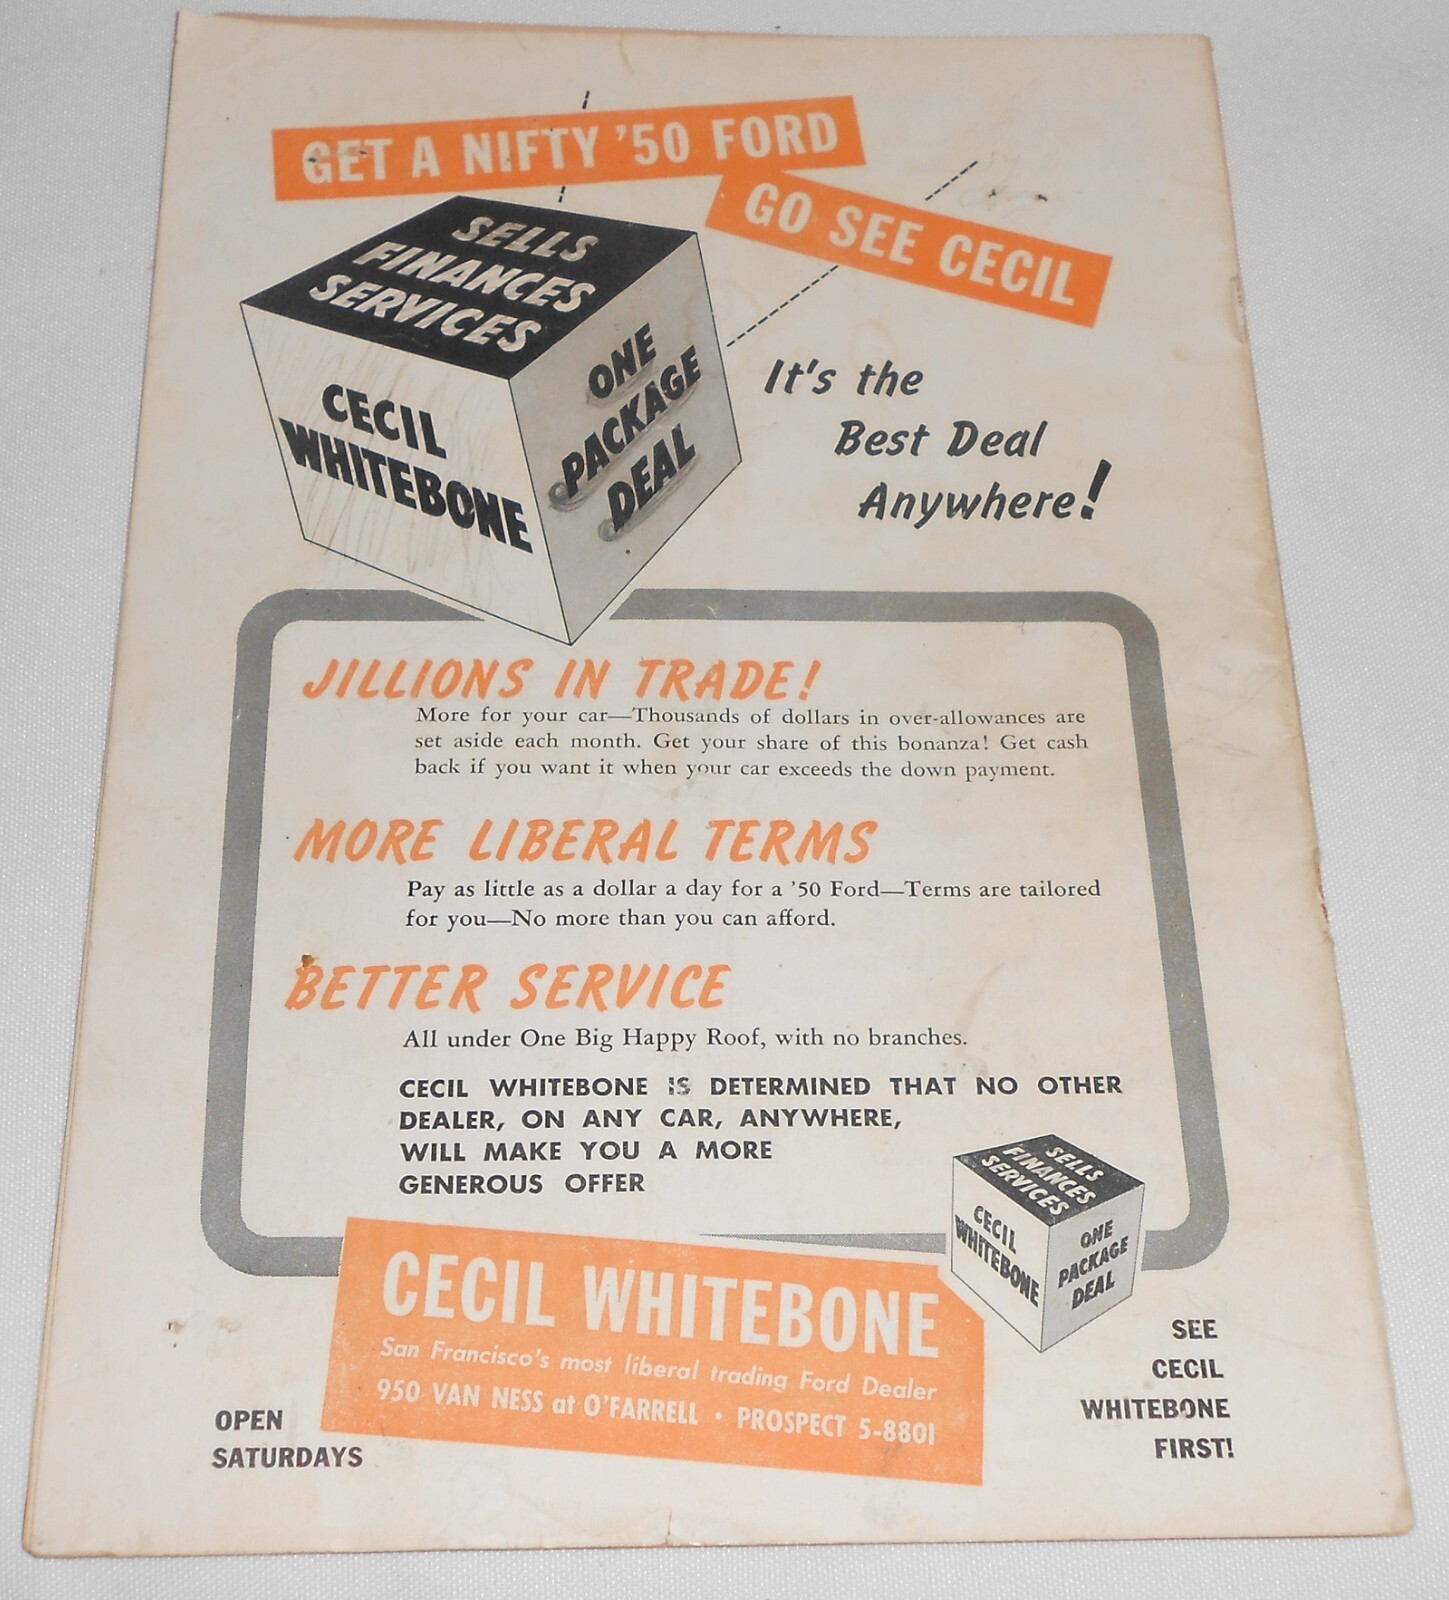 GET A NIFTY '50 FORD
GO SEE CECIL
SELLS
FINANCES
SERVICES
CECIL
WHITEBONE
ONE
PACKAGE
DEAL
It's the
Best Deal
Anywhere!
JILLIONS IN TRADE!
More for your car—Thousands of dollars in over-allowances are
set aside each month. Get your share of this bonanza! Get cash
back if you want it when your car exceeds the down payment.
MORE LIBERAL TERMS
Pay as little as a dollar a day for a '50 Ford—Terms are tailored
for you—No more than you can afford.
BETTER SERVICE
All under One Big Happy Roof, with no branches.
CECIL WHITEBONE IS DETERMINED THAT NO OTHER
DEALER, ON ANY CAR, ANYWHERE,
WILL MAKE YOU A MORE
GENEROUS OFFER
SELLS
FINANCES
SERVICES
CECIL
WHITEBONE
ONE
PACKAGE
DEAL
CECIL WHITEBONE
San Francisco's most liberal trading Ford Dealer
950 VAN NESS at O'FARRELL • PROSPECT 5-8801
OPEN
SATURDAYS
SEE
CECIL
WHITEBONE
FIRST!